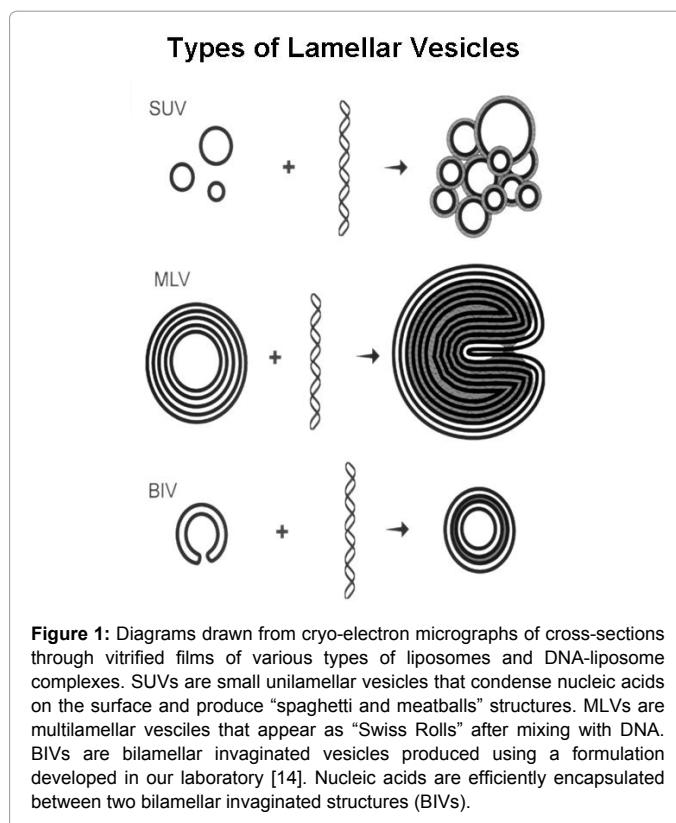 Types of Lamellar Vesicles
SUV
+
MLV
+
BIV
+
Figure 1: Diagrams drawn from cryo-electron micrographs of cross-sections
through vitrified films of various types of liposomes and DNA-liposome
complexes. SUVs are small unilamellar vesicles that condense nucleic acids
on the surface and produce “spaghetti and meatballs” structures. MLVs are
multilamellar vesciles that appear as “Swiss Rolls” after mixing with DNA.
BIVs are bilamellar invaginated vesicles produced using a formulation
developed in our laboratory [14]. Nucleic acids are efficiently encapsulated
between two bilamellar invaginated structures (BIVs).